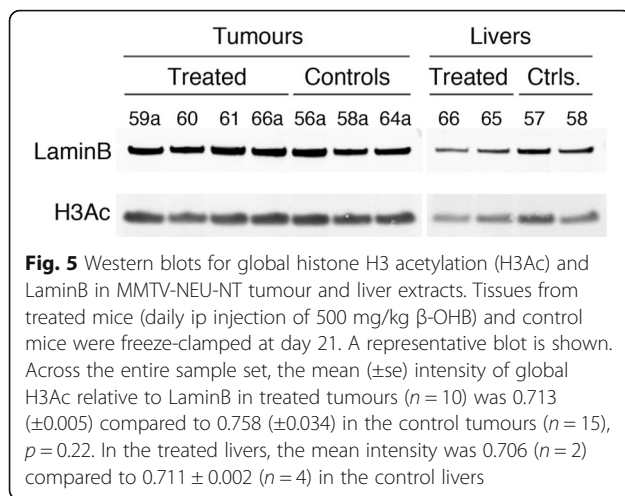 Tumours Livers
Treated Controls Treated Ctrls.
59a 60 61 66a 56a 58a 64a 66 65 57 58
LaminB
H3Ac
Fig. 5 Western blots for global histone H3 acetylation (H3Ac) and
LaminB in MMTV-NEU-NT tumour and liver extracts. Tissues from
treated mice (daily ip injection of 500 mg/kg β-OHB) and control
mice were freeze-clamped at day 21. A representative blot is shown.
Across the entire sample set, the mean (±se) intensity of global
H3Ac relative to LaminB in treated tumours (n = 10) was 0.713
(±0.005) compared to 0.758 (±0.034) in the control tumours (n = 15),
p = 0.22. In the treated livers, the mean intensity was 0.706 (n = 2)
compared to 0.711 ± 0.002 (n = 4) in the control livers